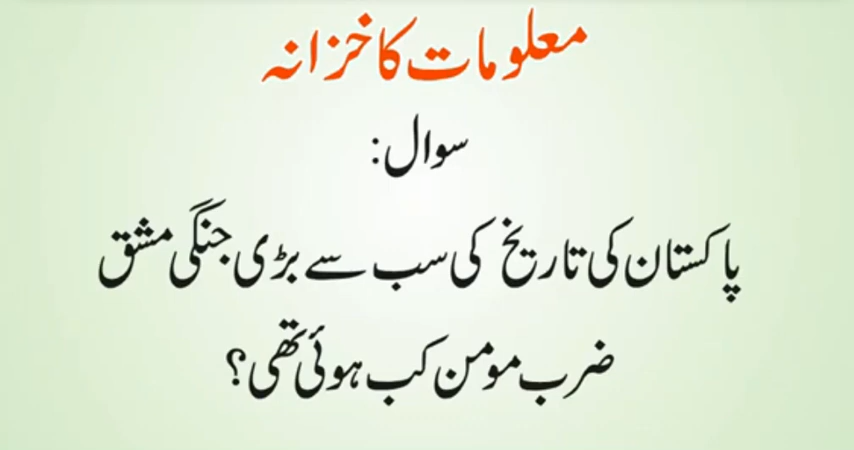 معلومات کا خزانہ
سوال:
پاکستان کی تاریخ کی سب سے بڑی جنگی مشق
ضرب مومن کب ہوئی تھی؟